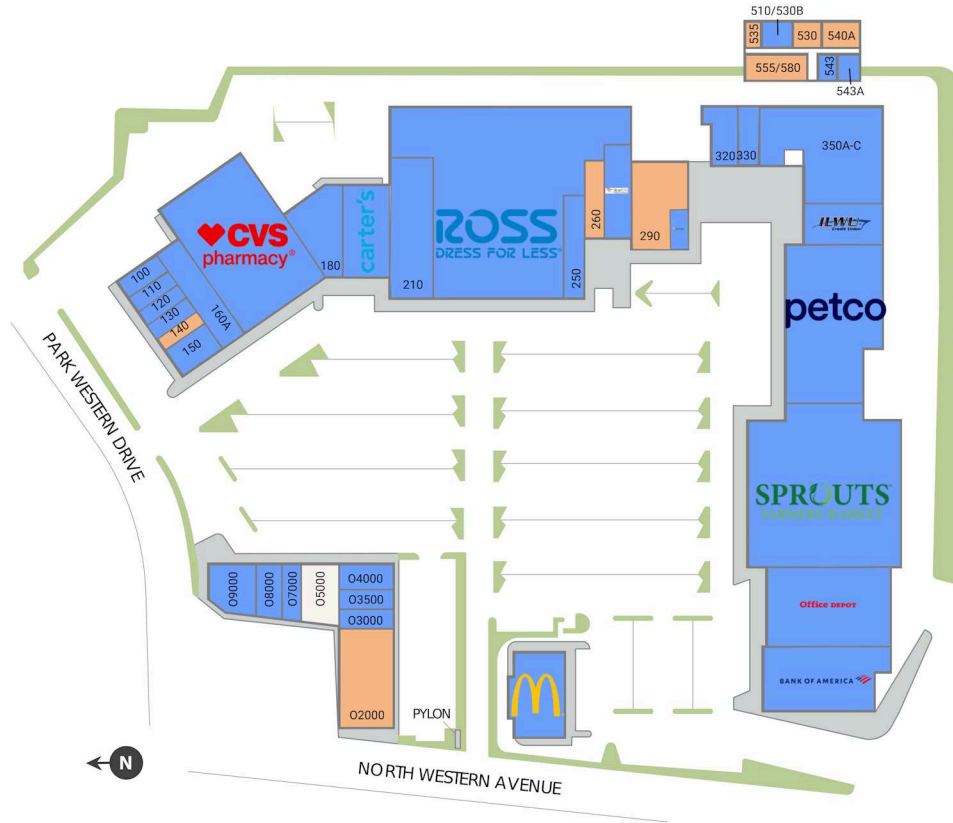 510/530B
535
530
540A
555/580
543
543A
320
330
350A-C
CVS
pharmacy®
carter's
180
210
ROSS
DRESS FOR LESS®
250
260
290
Credit Union
petco
100
110
120
130
140
150
160A
PARK WESTERN DRIVE
SPROUTS
FARMERS MARKET
O9000
O8000
O7000
O5000
O4000
O3500
O3000
O2000
Office DEPOT
BANK OF AMERICA
PYLON
N
NORTH WESTERN AVENUE